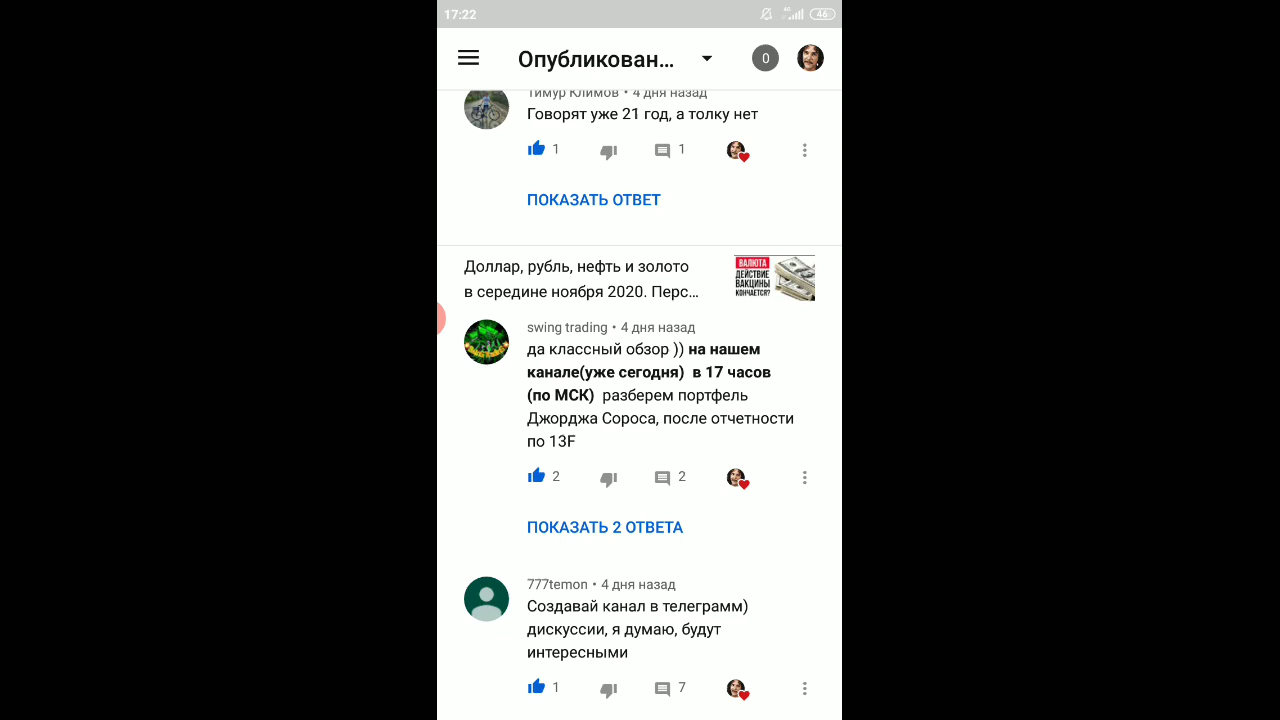 17:22
4G
46
Опубликован...
0
Тимур Климов • 4 дня назад
Говорят уже 21 год, а толку нет
1
1
ПОКАЗАТЬ ОТВЕТ
Доллар, рубль, нефть и золото
в середине ноября 2020. Перс...
ВАЛЮТА
ДЕЙСТВИЕ
ВАКЦИНЫ
КОНЧАЕТСЯ?
swing trading • 4 дня назад
да классный обзор )) на нашем
канале(уже сегодня) в 17 часов
(по МСК) разберем портфель
Джорджа Сороса, после отчетности
по 13F
2
2
ПОКАЗАТЬ 2 ОТВЕТА
777temon • 4 дня назад
Создавай канал в телеграмм)
дискуссии, я думаю, будут
интересными
1
7